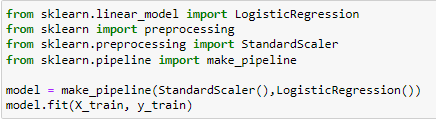 from sklearn.linear_model import LogisticRegression
from sklearn import preprocessing
from sklearn.preprocessing import StandardScaler
from sklearn.pipeline import make_pipeline
model = make_pipeline(StandardScaler(),LogisticRegression())
model.fit(X_train, y_train)